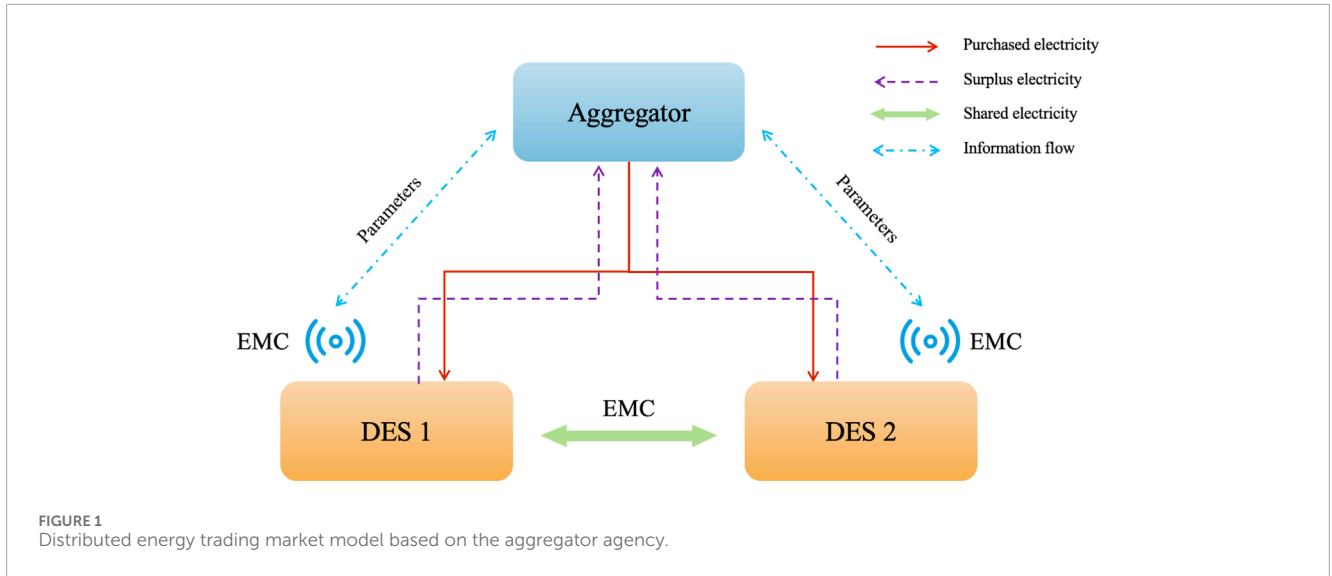 Purchased electricity
Surplus electricity
Shared electricity
Information flow
Aggregator
Parameters
Parameters
EMC
EMC
EMC
DES 1
DES 2
FIGURE 1
Distributed energy trading market model based on the aggregator agency.